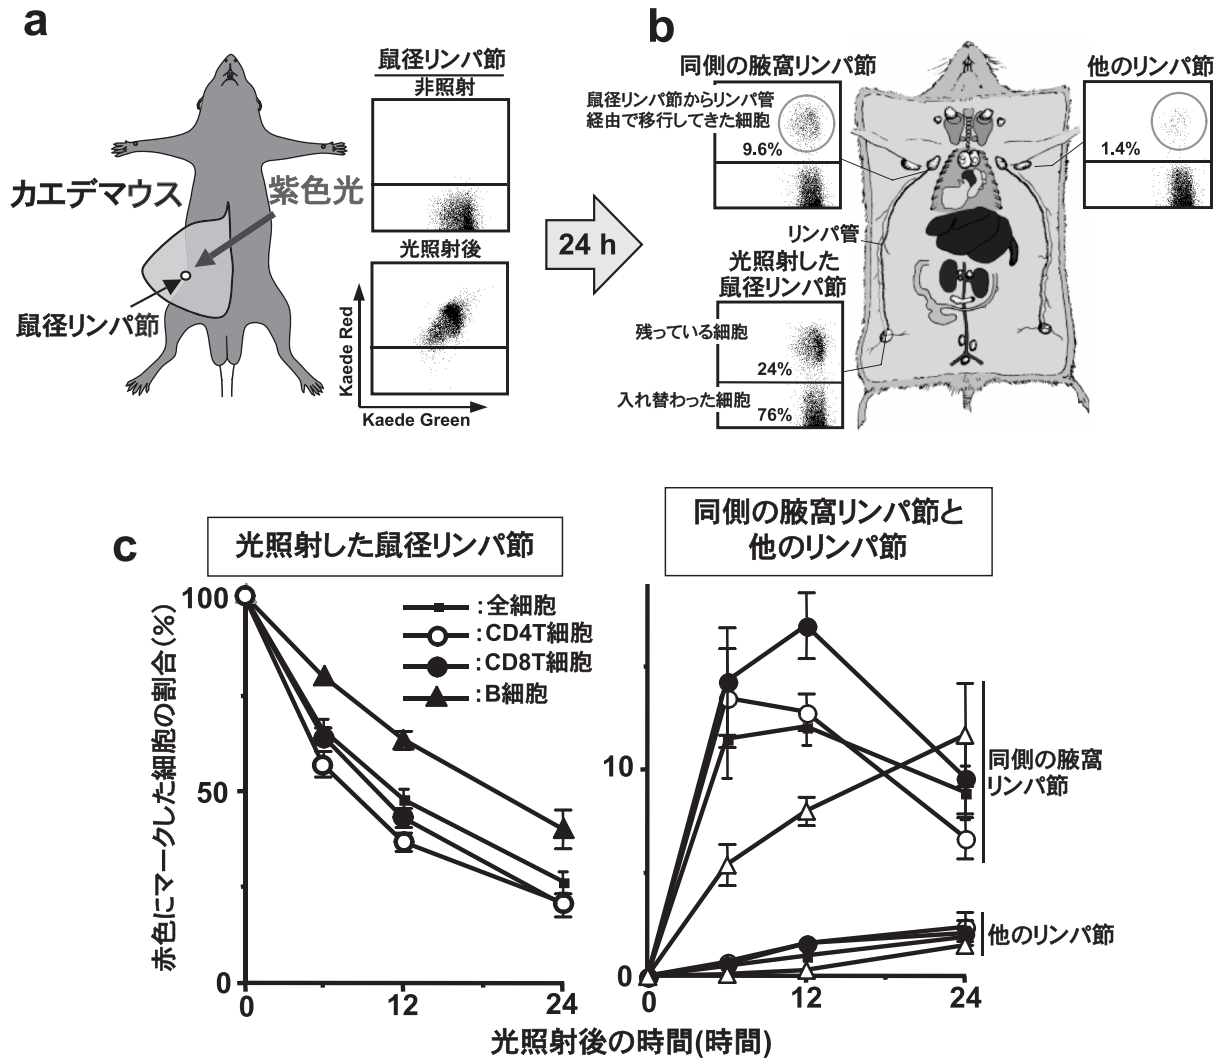 a
鼠径リンパ節
非照射
カエデマウス
紫色光
光照射後
鼠径リンパ節
Kaede Red
Kaede Green
24 h
b
同側の腋窩リンパ節
他のリンパ節
鼠径リンパ節からリンパ管
経由で移行してきた細胞
9.6%
1.4%
リンパ管
光照射した
鼠径リンパ節
残っている細胞
24%
入れ替わった細胞
76%
c
光照射した鼠径リンパ節
同側の腋窩リンパ節と
他のリンパ節
赤色にマークした細胞の割合(%)
100
50
0
:全細胞
:CD4T細胞
:CD8T細胞
:B細胞
0
12
24
10
0
同側の腋窩
リンパ節
他のリンパ節
0
12
24
光照射後の時間(時間)